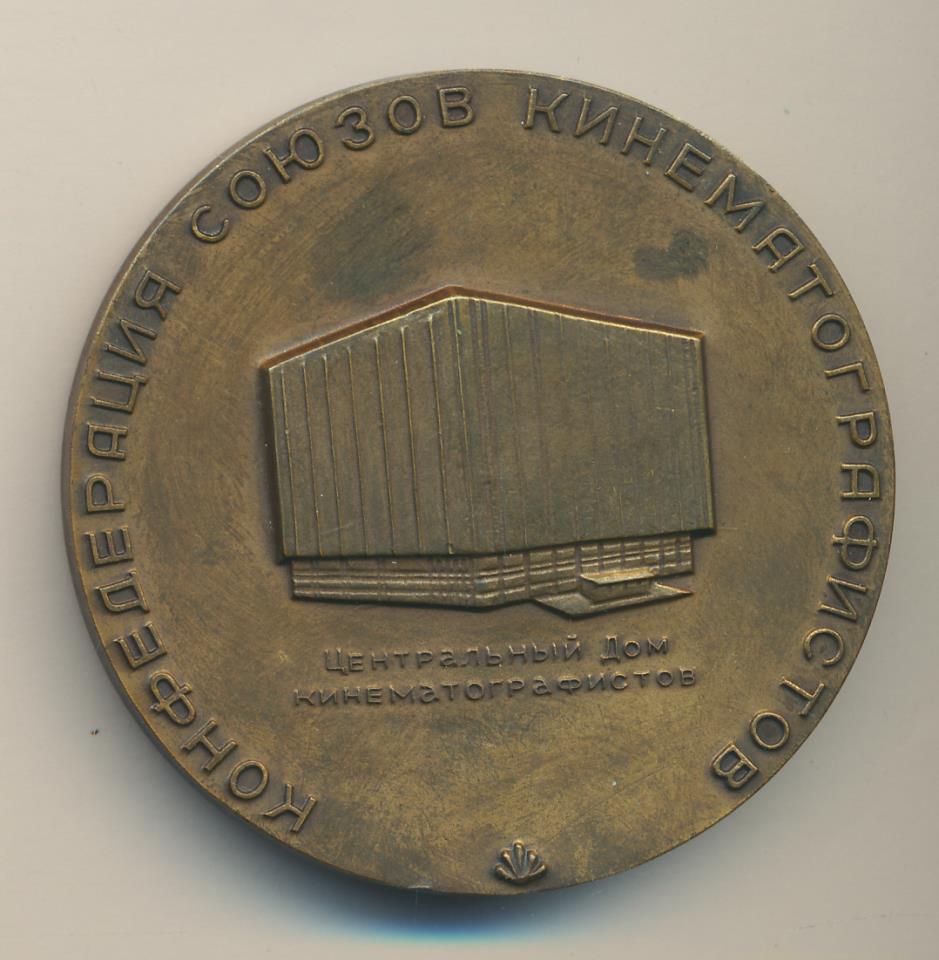 КОНФЕДЕРАЦИЯ СОЮЗОВ КИНЕМАТОГРАФИСТОВ
Центральный Дом
кинематографистов